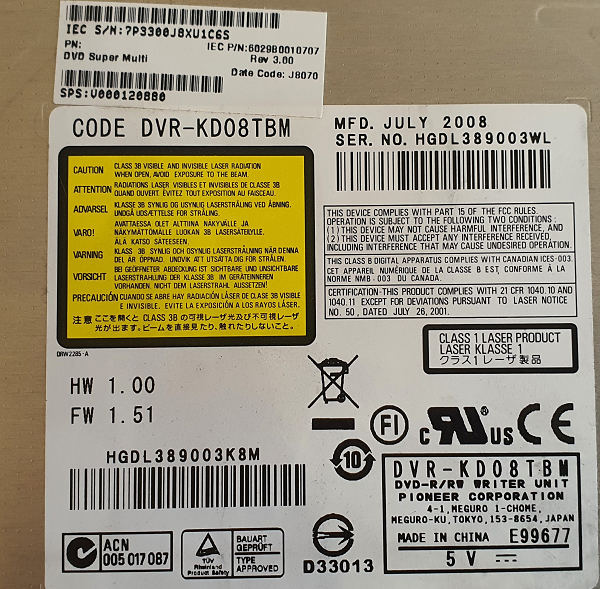 IEC S/N:7P3300J8XU1C6S
PN: IEC P/N:6029B0010707
DVD Super Multi Rev 3.00
Date Code: J8070
SPS:V000120880
CODE DVR-KD08TBM
MFD. JULY 2008
SER. NO. HGDL389003WL
CAUTION CLASS 3B VISIBLE AND INVISIBLE LASER RADIATION
WHEN OPEN, AVOID EXPOSURE TO THE BEAM.
ATTENTION RADIATIONS LASER VISIBLES ET INVISIBLES DE CLASSE 3B
QUAND OUVERT ÉVITEZ TOUT EXPOSITION AU FAISCEAU.
ADVARSEL KLASSE 3B SYNLIG OG USYNLIG LASERSTRÅLING VED ÅBNING.
UNDGÅ UDSÆTTELSE FOR STRÅLING.
VARO! AVATTAESSA OLET ALTTIINA NÄKYVÄLLE JA
NÄKYMÄTTÖMÄLLE LUOKAN 3B LASERSÄTEILYLLE.
ÄLÄ KATSO SÄTEESEEN.
VARNING KLASS 3B SYNLIG OCH OSYNLIG LASERSTRÅLNING NÄR DENNA
DEL ÄR ÖPPNAD. UNDVIK ATT UTSÄTTA DIG FÖR STRÅLEN.
VORSICHT BEI GEÖFFNETER ABDECKUNG IST SICHTBARE UND UNSICHTBARE
LASERSTRAHLUNG DER KLASSE 3B IM GERÄTEINNEREN
VORHANDEN. NICHT DEM LASERSTRAHL AUSSETZEN!
PRECAUCIÓN CUANDO SE ABRE HAY RADIACIÓN LÁSER DE CLASE 3B VISIBLE
E INVISIBLE. EVITE LA EXPOSICIÓN A LOS RAYOS LÁSER.
注意 ここを開くと CLASS 3B の可視レーザ光及び不可視レーザ
光が出ます。ビームを直接見たり、触れたりしないこと。
DRW2285-A
THIS DEVICE COMPLIES WITH PART 15 OF THE FCC RULES.
OPERATION IS SUBJECT TO THE FOLLOWING TWO CONDITIONS :
(1) THIS DEVICE MAY NOT CAUSE HARMFUL INTERFERENCE, AND
(2) THIS DEVICE MUST ACCEPT ANY INTERFERENCE RECEIVED,
INCLUDING INTERFERENCE THAT MAY CAUSE UNDESIRED OPERATION.
THIS CLASS B DIGITAL APPARATUS COMPLIES WITH CANADIAN ICES-003.
CET APPAREIL NUMÉRIQUE DE LA CLASSE B EST CONFORME À LA
NORME NMB-003 DU CANADA.
CERTIFICATION:THIS PRODUCT COMPLIES WITH 21 CFR 1040.10 AND
1040.11 EXCEPT FOR DEVIATIONS PURSUANT TO LASER NOTICE
NO. 50, DATED JULY 26, 2001.
CLASS 1 LASER PRODUCT
LASER KLASSE 1
クラス1 レーザ製品
HW 1.00
FW 1.51
HGDL389003K8M
FI
c RU US CE
10
DVR-KD08TBM
DVD-R/RW WRITER UNIT
PIONEER CORPORATION
4-1, MEGURO 1-CHOME,
MEGURO-KU, TOKYO, 153-8654, JAPAN
MADE IN CHINA E99677
5 V
ACN
005 017 087
TÜV
Rheinland
Product Safety
BAUART
GEPRÜFT
TYPE
APPROVED
D33013